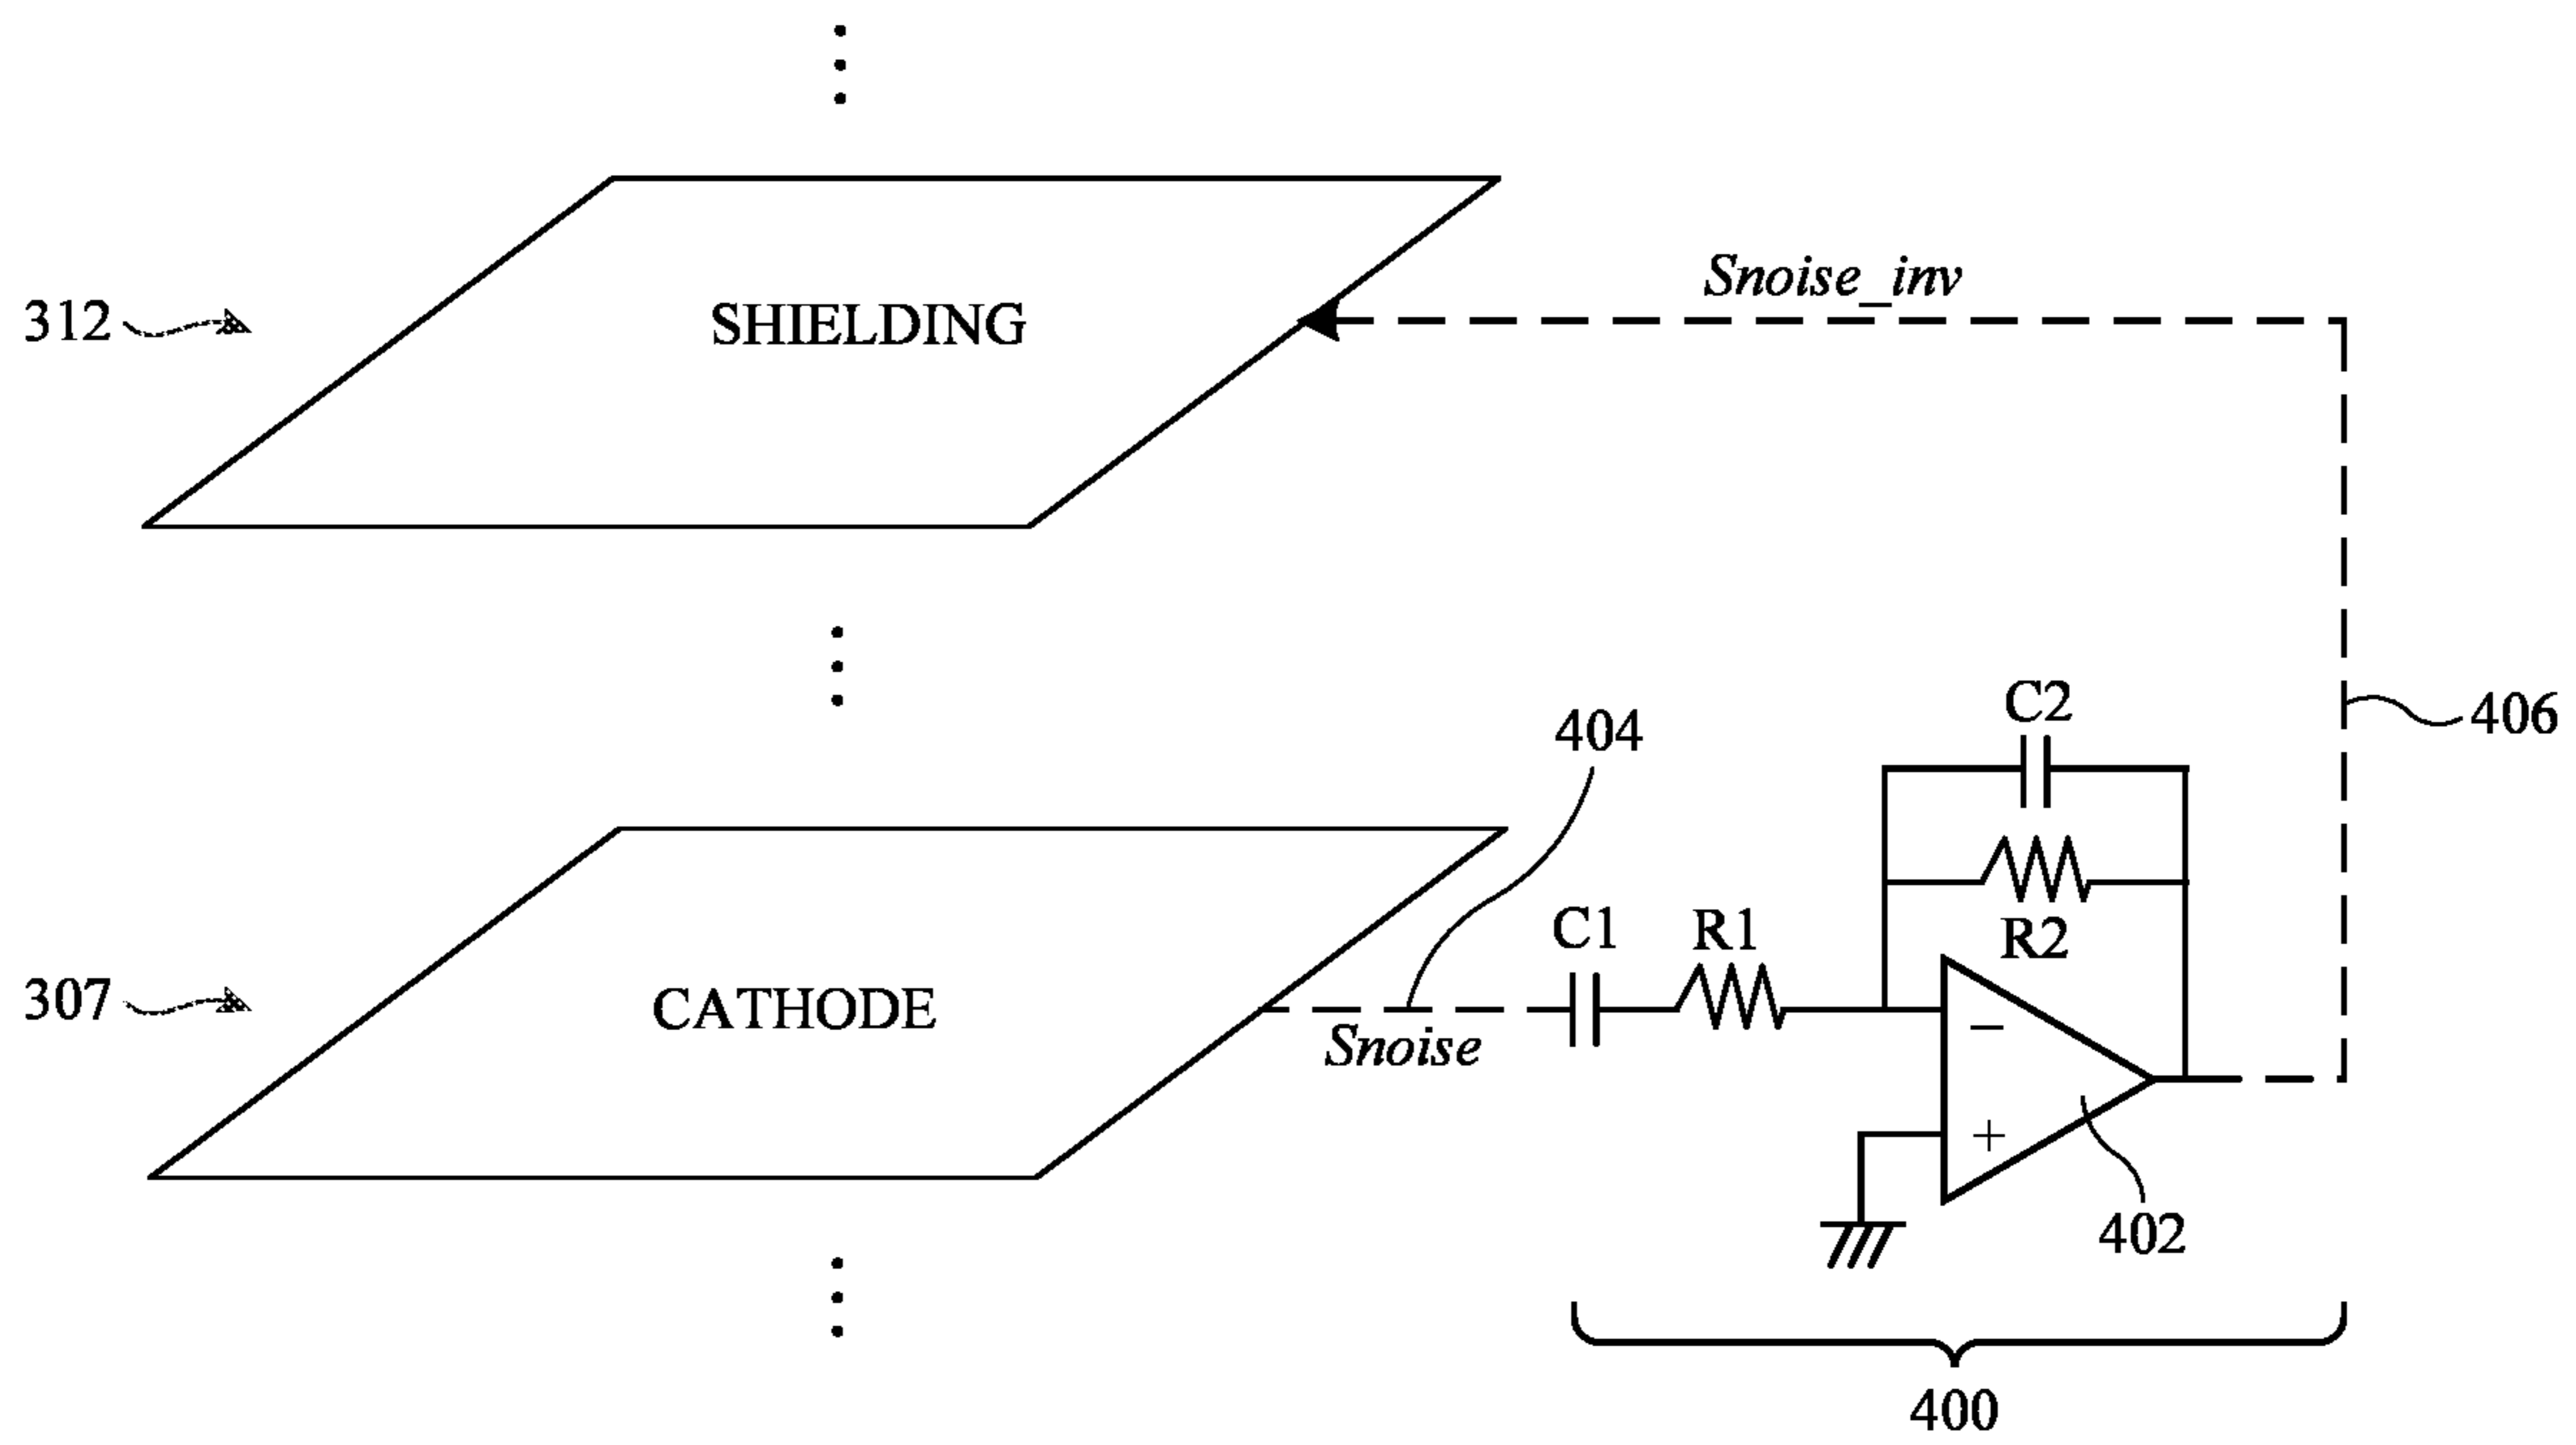 Snoise_inv
312
SHIELDING
C2
404
406
C1
R1
R2
307
CATHODE
Snoise
−
+
402
400